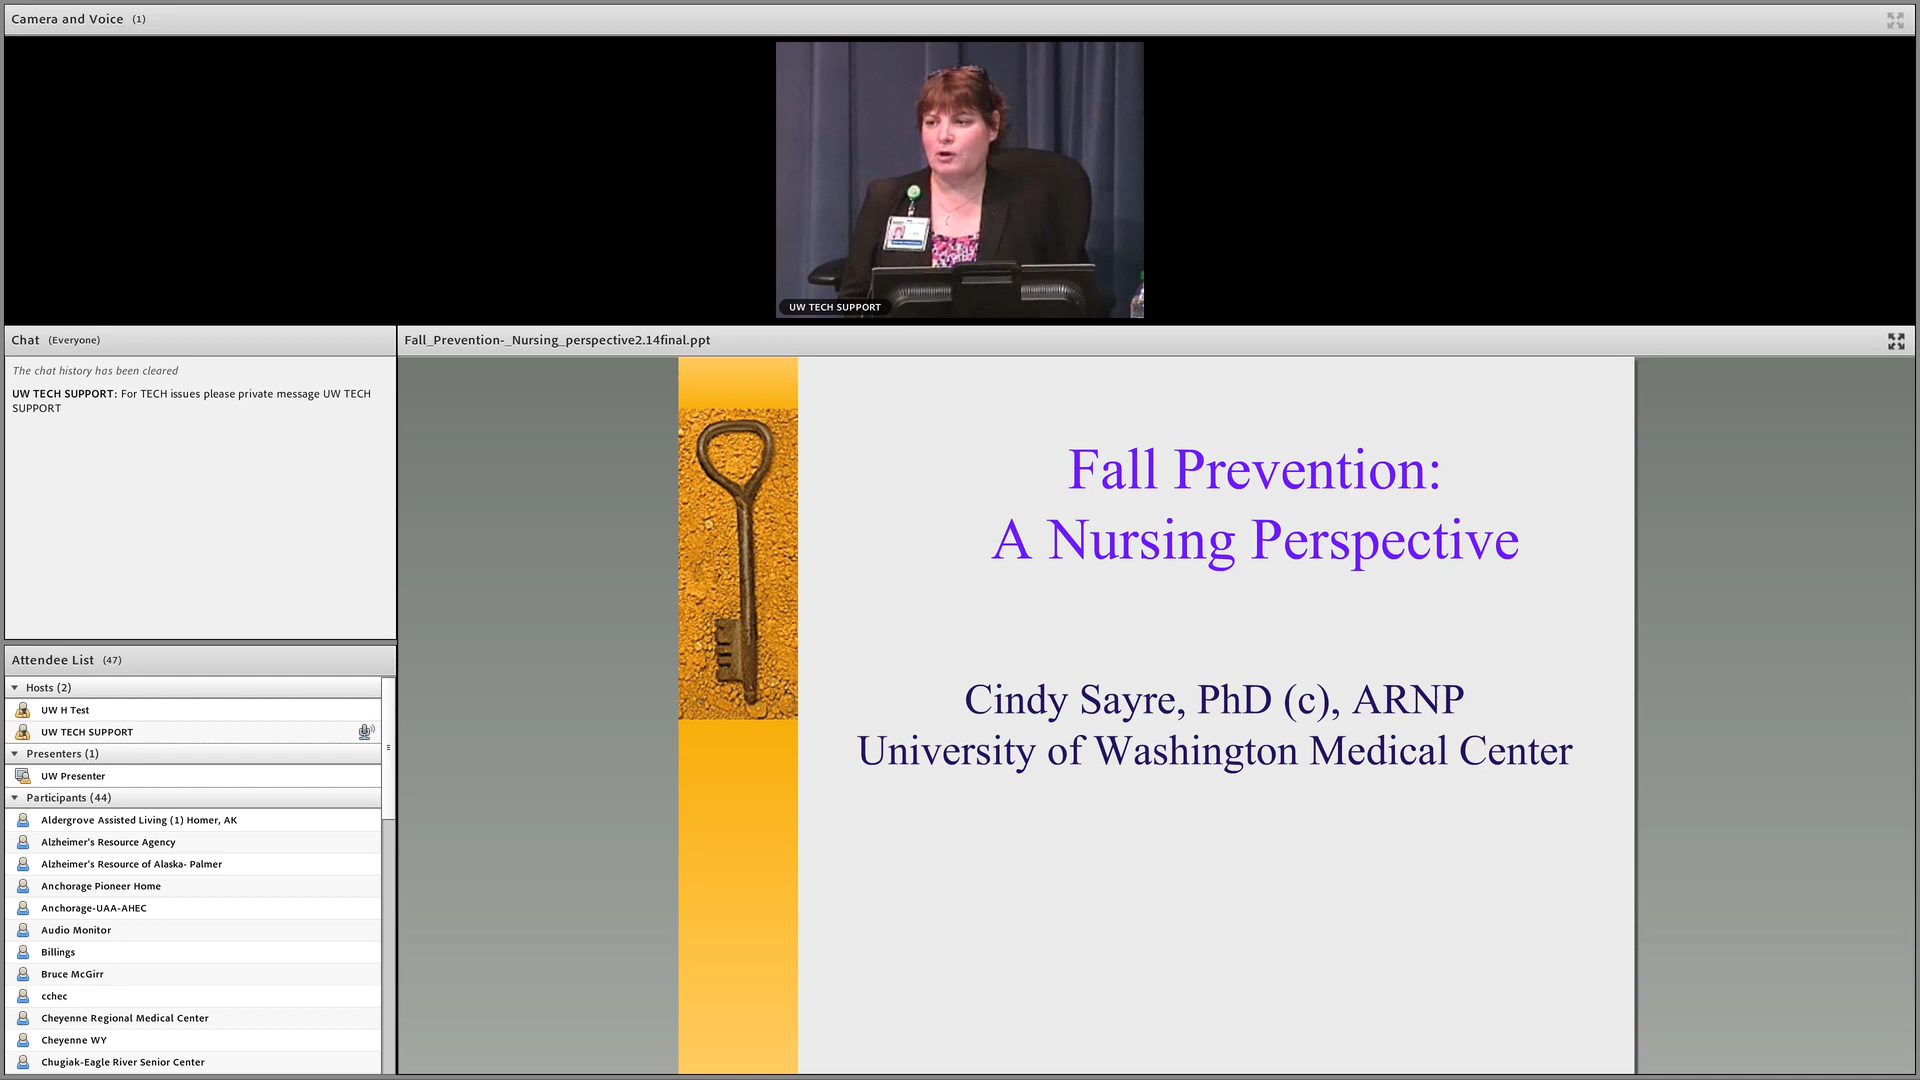 Camera and Voice (1)
UW TECH SUPPORT
Chat (Everyone)
The chat history has been cleared
UW TECH SUPPORT: For TECH issues please private message UW TECH
SUPPORT
Attendee List (47)
Hosts (2)
UW H Test
UW TECH SUPPORT
Presenters (1)
UW Presenter
Participants (44)
Aldergrove Assisted Living (1) Homer, AK
Alzheimer's Resource Agency
Alzheimer's Resource of Alaska- Palmer
Anchorage Pioneer Home
Anchorage-UAA-AHEC
Audio Monitor
Billings
Bruce McGirr
cchec
Cheyenne Regional Medical Center
Cheyenne WY
Chugiak-Eagle River Senior Center
Fall_Prevention-_Nursing_perspective2.14final.ppt
Fall Prevention:
A Nursing Perspective
Cindy Sayre, PhD (c), ARNP
University of Washington Medical Center